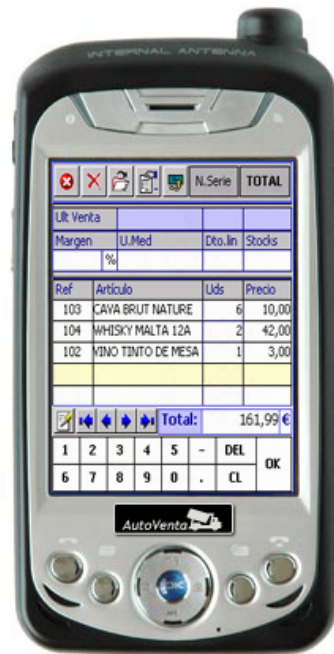 INTERNAL ANTENNA
N.Serie TOTAL
Ult Venta
Margen U.Med Dto.lin Stocks
%
Ref Artículo Uds Precio
103 CAVA BRUT NATURE 6 10,00
104 WHISKY MALTA 12A 2 42,00
102 VINO TINTO DE MESA 1 3,00
Total: 161,99 €
1 2 3 4 5 - DEL
OK
6 7 8 9 0 . CL
AutoVenta
OK